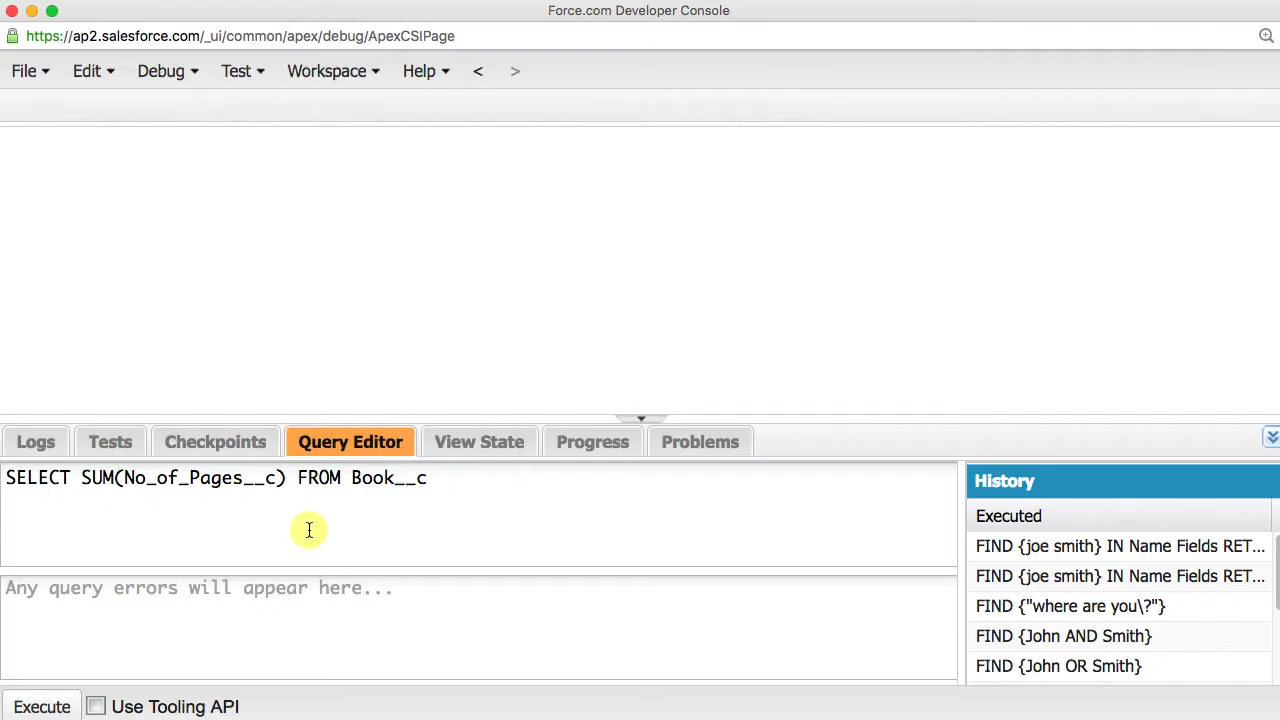 Force.com Developer Console
https://ap2.salesforce.com/_ui/common/apex/debug/ApexCSIPage
File Edit Debug Test Workspace Help < >
Logs Tests Checkpoints Query Editor View State Progress Problems
SELECT SUM(No_of_Pages__c) FROM Book__c
Any query errors will appear here...
History
Executed
FIND {joe smith} IN Name Fields RET...
FIND {joe smith} IN Name Fields RET...
FIND {"where are you\?"}
FIND {John AND Smith}
FIND {John OR Smith}
Execute Use Tooling API